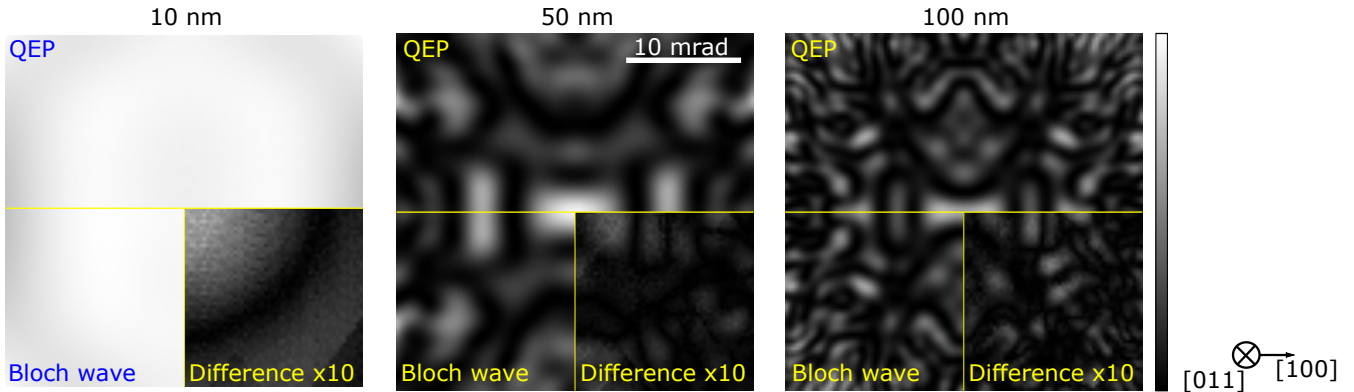 10 nm
50 nm
100 nm
QEP
QEP
10 mrad
QEP
Bloch wave
Difference x10
Bloch wave
Difference x10
Bloch wave
Difference x10
[011]
[100]